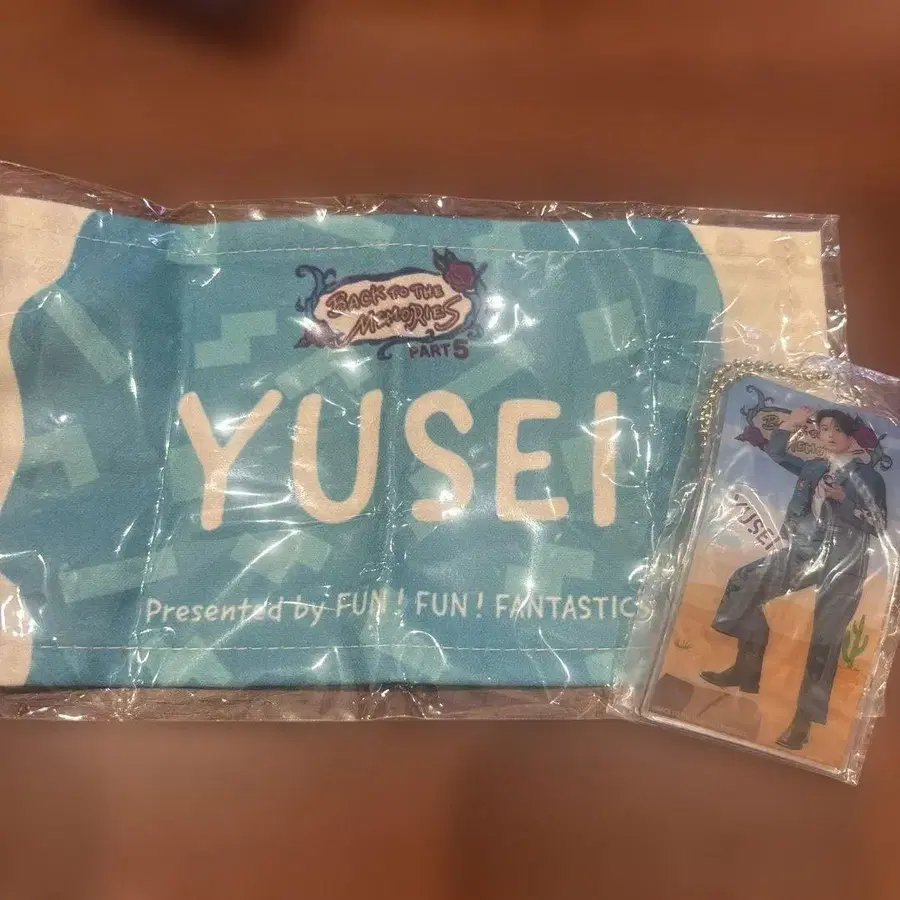 BACK TO THE
MEMORIES
PART 5
YUSEI
Presented by FUN! FUN! FANTASTICS
YUSEI